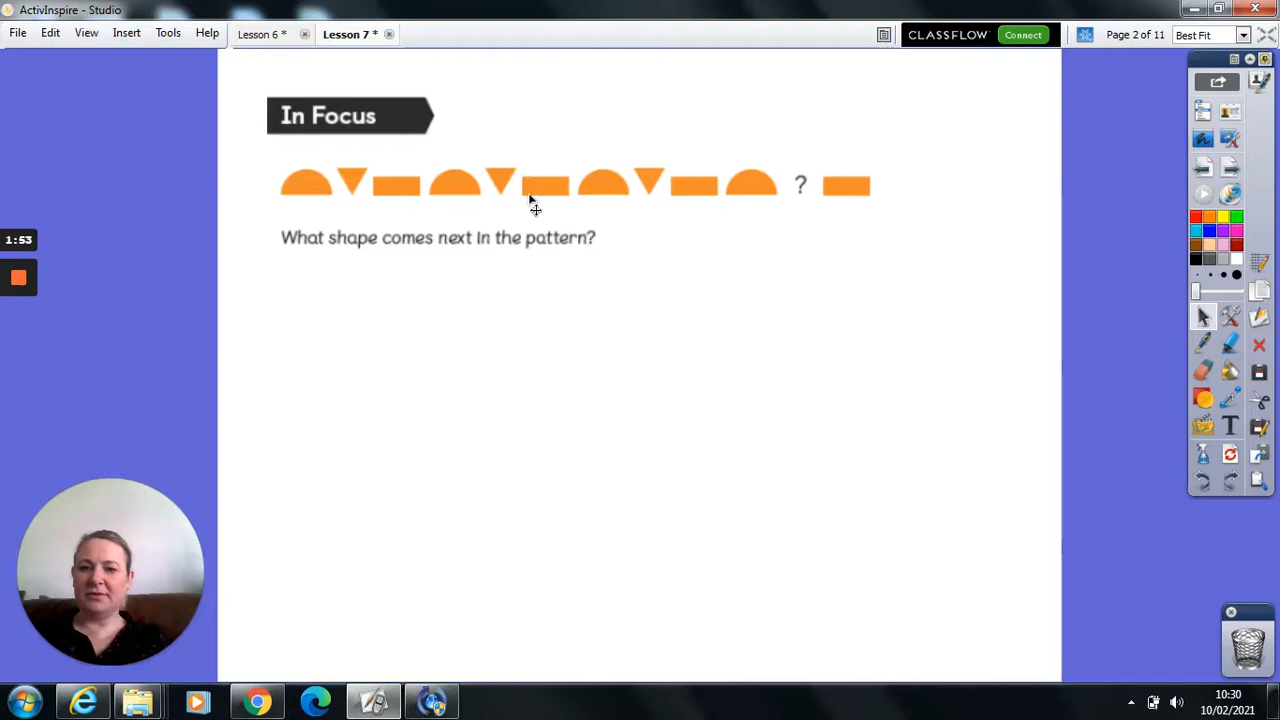 ActivInspire - Studio
File Edit View Insert Tools Help
Lesson 6 * Lesson 7 * CLASSFLOW Connect Page 2 of 11 Best Fit
In Focus
?
What shape comes next in the pattern?
1:53
T
10:30
10/02/2021